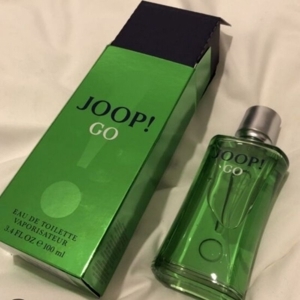 JOOP!
GO
EAU DE TOILETTE
VAPORISATEUR
3.4 FL OZ e 100 ml
JOOP!
GO